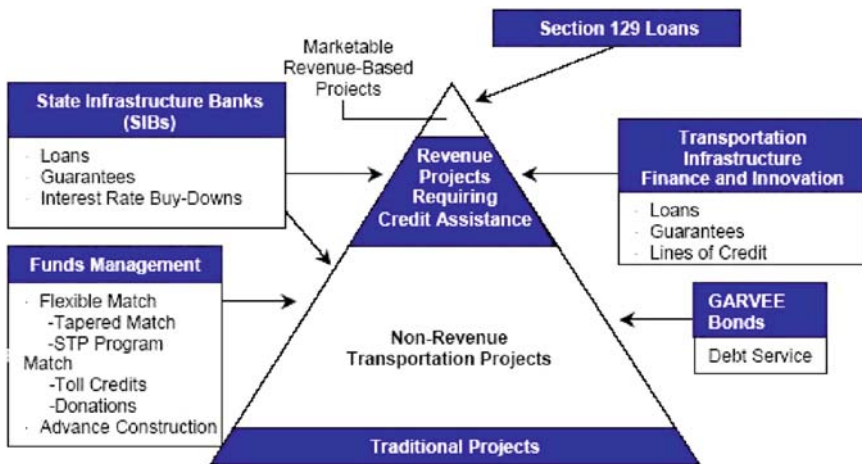 Section 129 Loans
Marketable
Revenue-Based
Projects
State Infrastructure Banks
(SIBs)
· Loans
· Guarantees
· Interest Rate Buy-Downs
Revenue
Projects
Requiring
Credit Assistance
Transportation
Infrastructure
Finance and Innovation
· Loans
· Guarantees
· Lines of Credit
Funds Management
· Flexible Match
-Tapered Match
-STP Program
Match
-Toll Credits
-Donations
· Advance Construction
Non-Revenue
Transportation Projects
GARVEE
Bonds
Debt Service
Traditional Projects